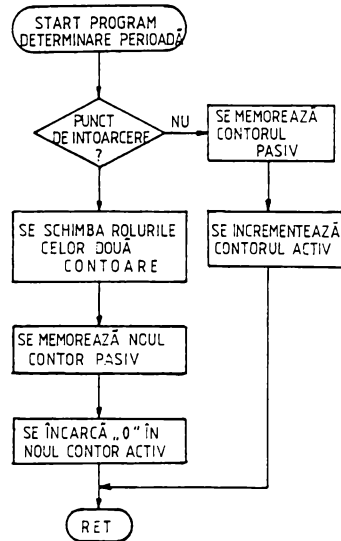 START PROGRAM
DETERMINARE PERIOADĂ
PUNCT
DE INTOARCERE
?
NU
SE MEMOREAZĂ
CONTORUL
PASIV
SE INCREMENTEAZĂ
CONTORUL ACTIV
SE SCHIMBA ROLURILE
CELOR DOUĂ
CONTOARE
SE MEMOREAZĂ NOUL
CONTOR PASIV
SE ÎNCARCĂ „0” ÎN
NOUL CONTOR ACTIV
RET